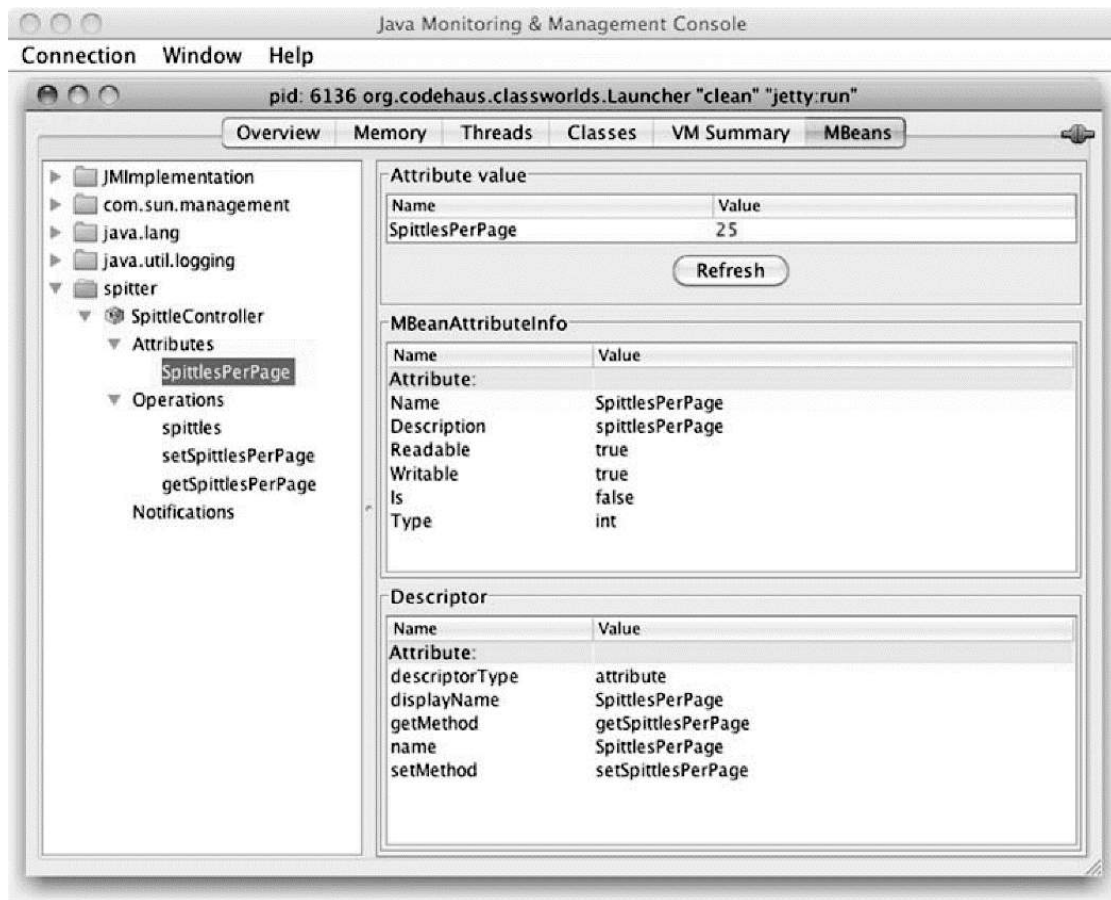 Java Monitoring & Management Console
Connection Window Help
pid: 6136 org.codehaus.classworlds.Launcher "clean" "jetty:run"
Overview Memory Threads Classes VM Summary MBeans
JMImplementation
com.sun.management
java.lang
java.util.logging
spitter
SpittleController
Attributes
SpittlesPerPage
Operations
spittles
setSpittlesPerPage
getSpittlesPerPage
Notifications
Attribute value
Name Value
SpittlesPerPage 25
Refresh
MBeanAttributeInfo
Name Value
Attribute:
Name SpittlesPerPage
Description spittlesPerPage
Readable true
Writable true
Is false
Type int
Descriptor
Name Value
Attribute:
descriptorType attribute
displayName SpittlesPerPage
getMethod getSpittlesPerPage
name SpittlesPerPage
setMethod setSpittlesPerPage